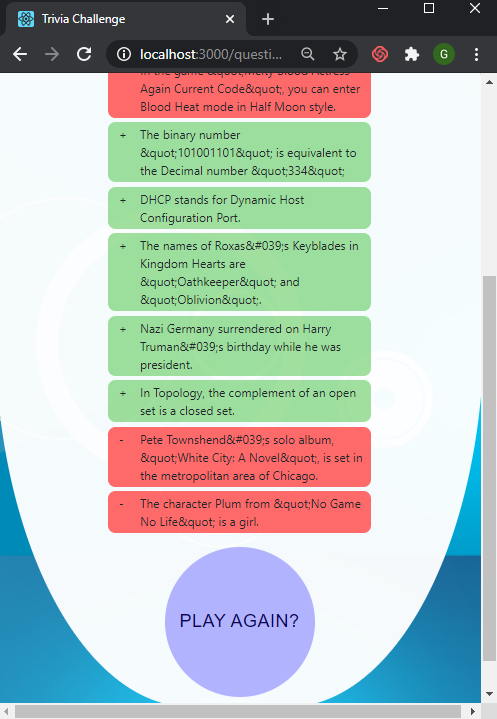 Trivia Challenge
localhost:3000/questi...
G
In the game &quot;Melty Blood Actress
Again Current Code&quot;, you can enter
Blood Heat mode in Half Moon style.
+ The binary number
&quot;101001101&quot; is equivalent to
the Decimal number &quot;334&quot;
+ DHCP stands for Dynamic Host
Configuration Port.
+ The names of Roxas&#039;s Keyblades in
Kingdom Hearts are
&quot;Oathkeeper&quot; and
&quot;Oblivion&quot;.
+ Nazi Germany surrendered on Harry
Truman&#039;s birthday while he was
president.
+ In Topology, the complement of an open
set is a closed set.
- Pete Townshend&#039;s solo album,
&quot;White City: A Novel&quot;, is set in
the metropolitan area of Chicago.
- The character Plum from &quot;No Game
No Life&quot; is a girl.
PLAY AGAIN?